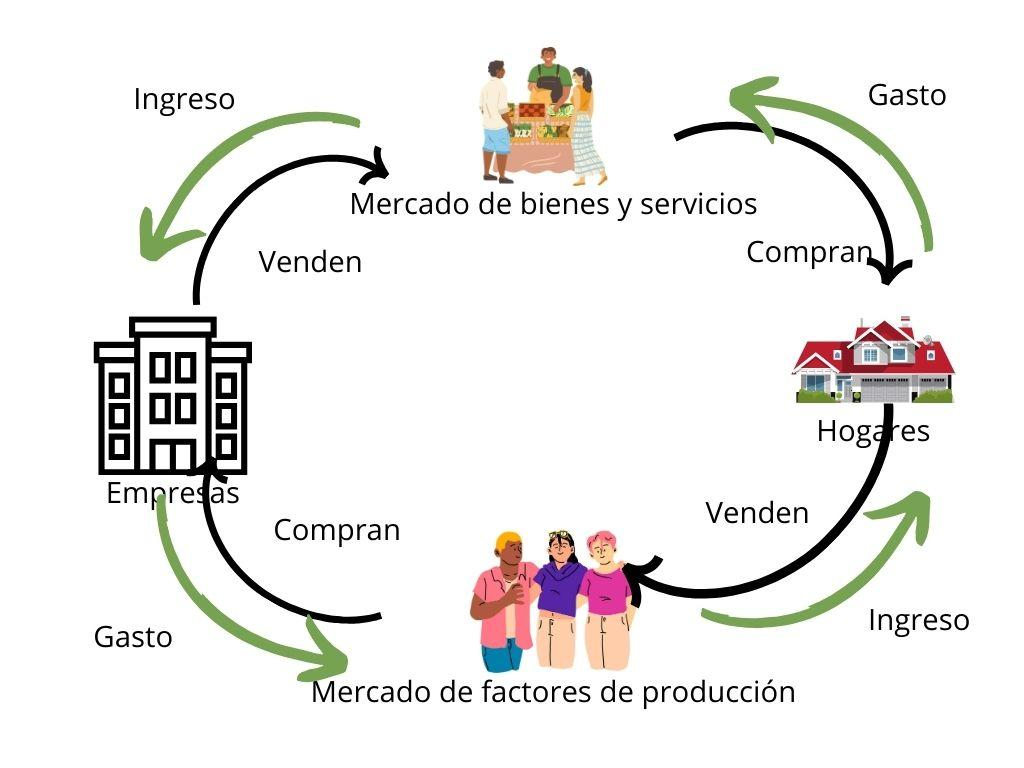 Ingreso
Gasto
Mercado de bienes y servicios
Venden
Compran
Hogares
Empresas
Venden
Compran
Gasto
Ingreso
Mercado de factores de producción